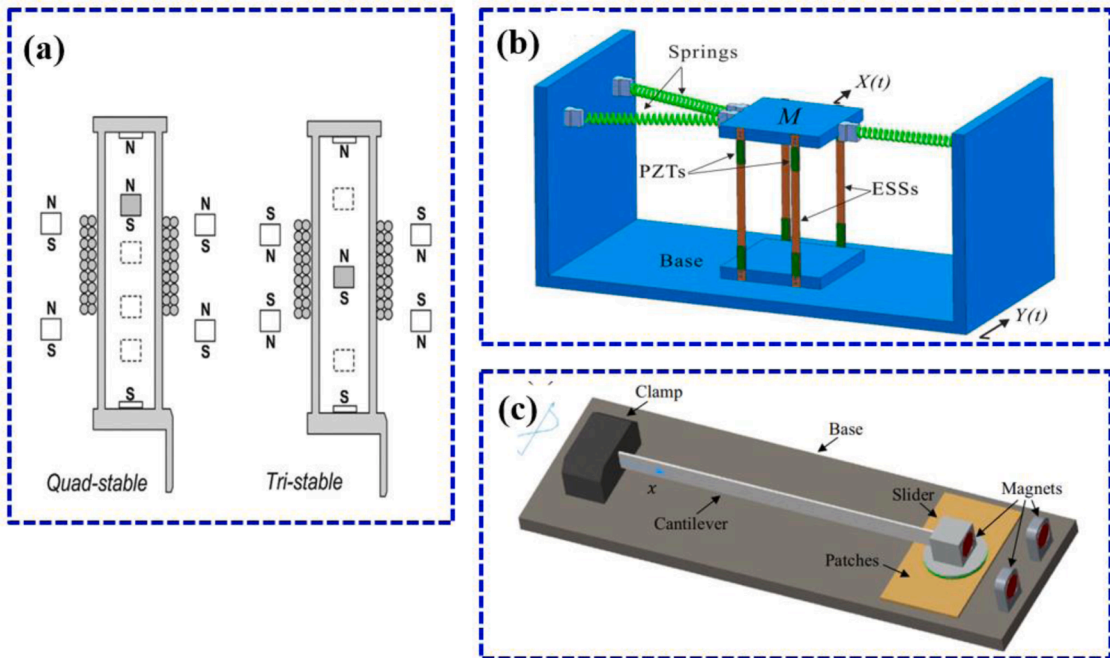 (a)
N
N
S
N
S
N
S
N
S
N
S
S
Quad-stable
N
S
N
S
N
N
S
S
N
S
N
S
Tri-stable
(b)
Springs
X(t)
M
PZTs
ESSs
Base
Y(t)
(c)
Clamp
Base
x
Cantilever
Slider
Magnets
Patches